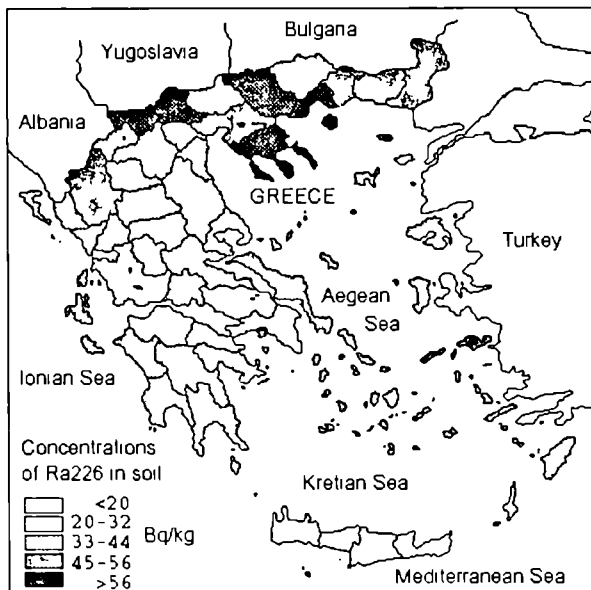 Bulgaria
Yugoslavia
Albania
GREECE
Turkey
Aegean
Sea
Ionian Sea
Concentrations
of Ra226 in soil
Kretian Sea
<20
20-32
33-44
Bq/kg
45-56
>56
Mediterranean Sea